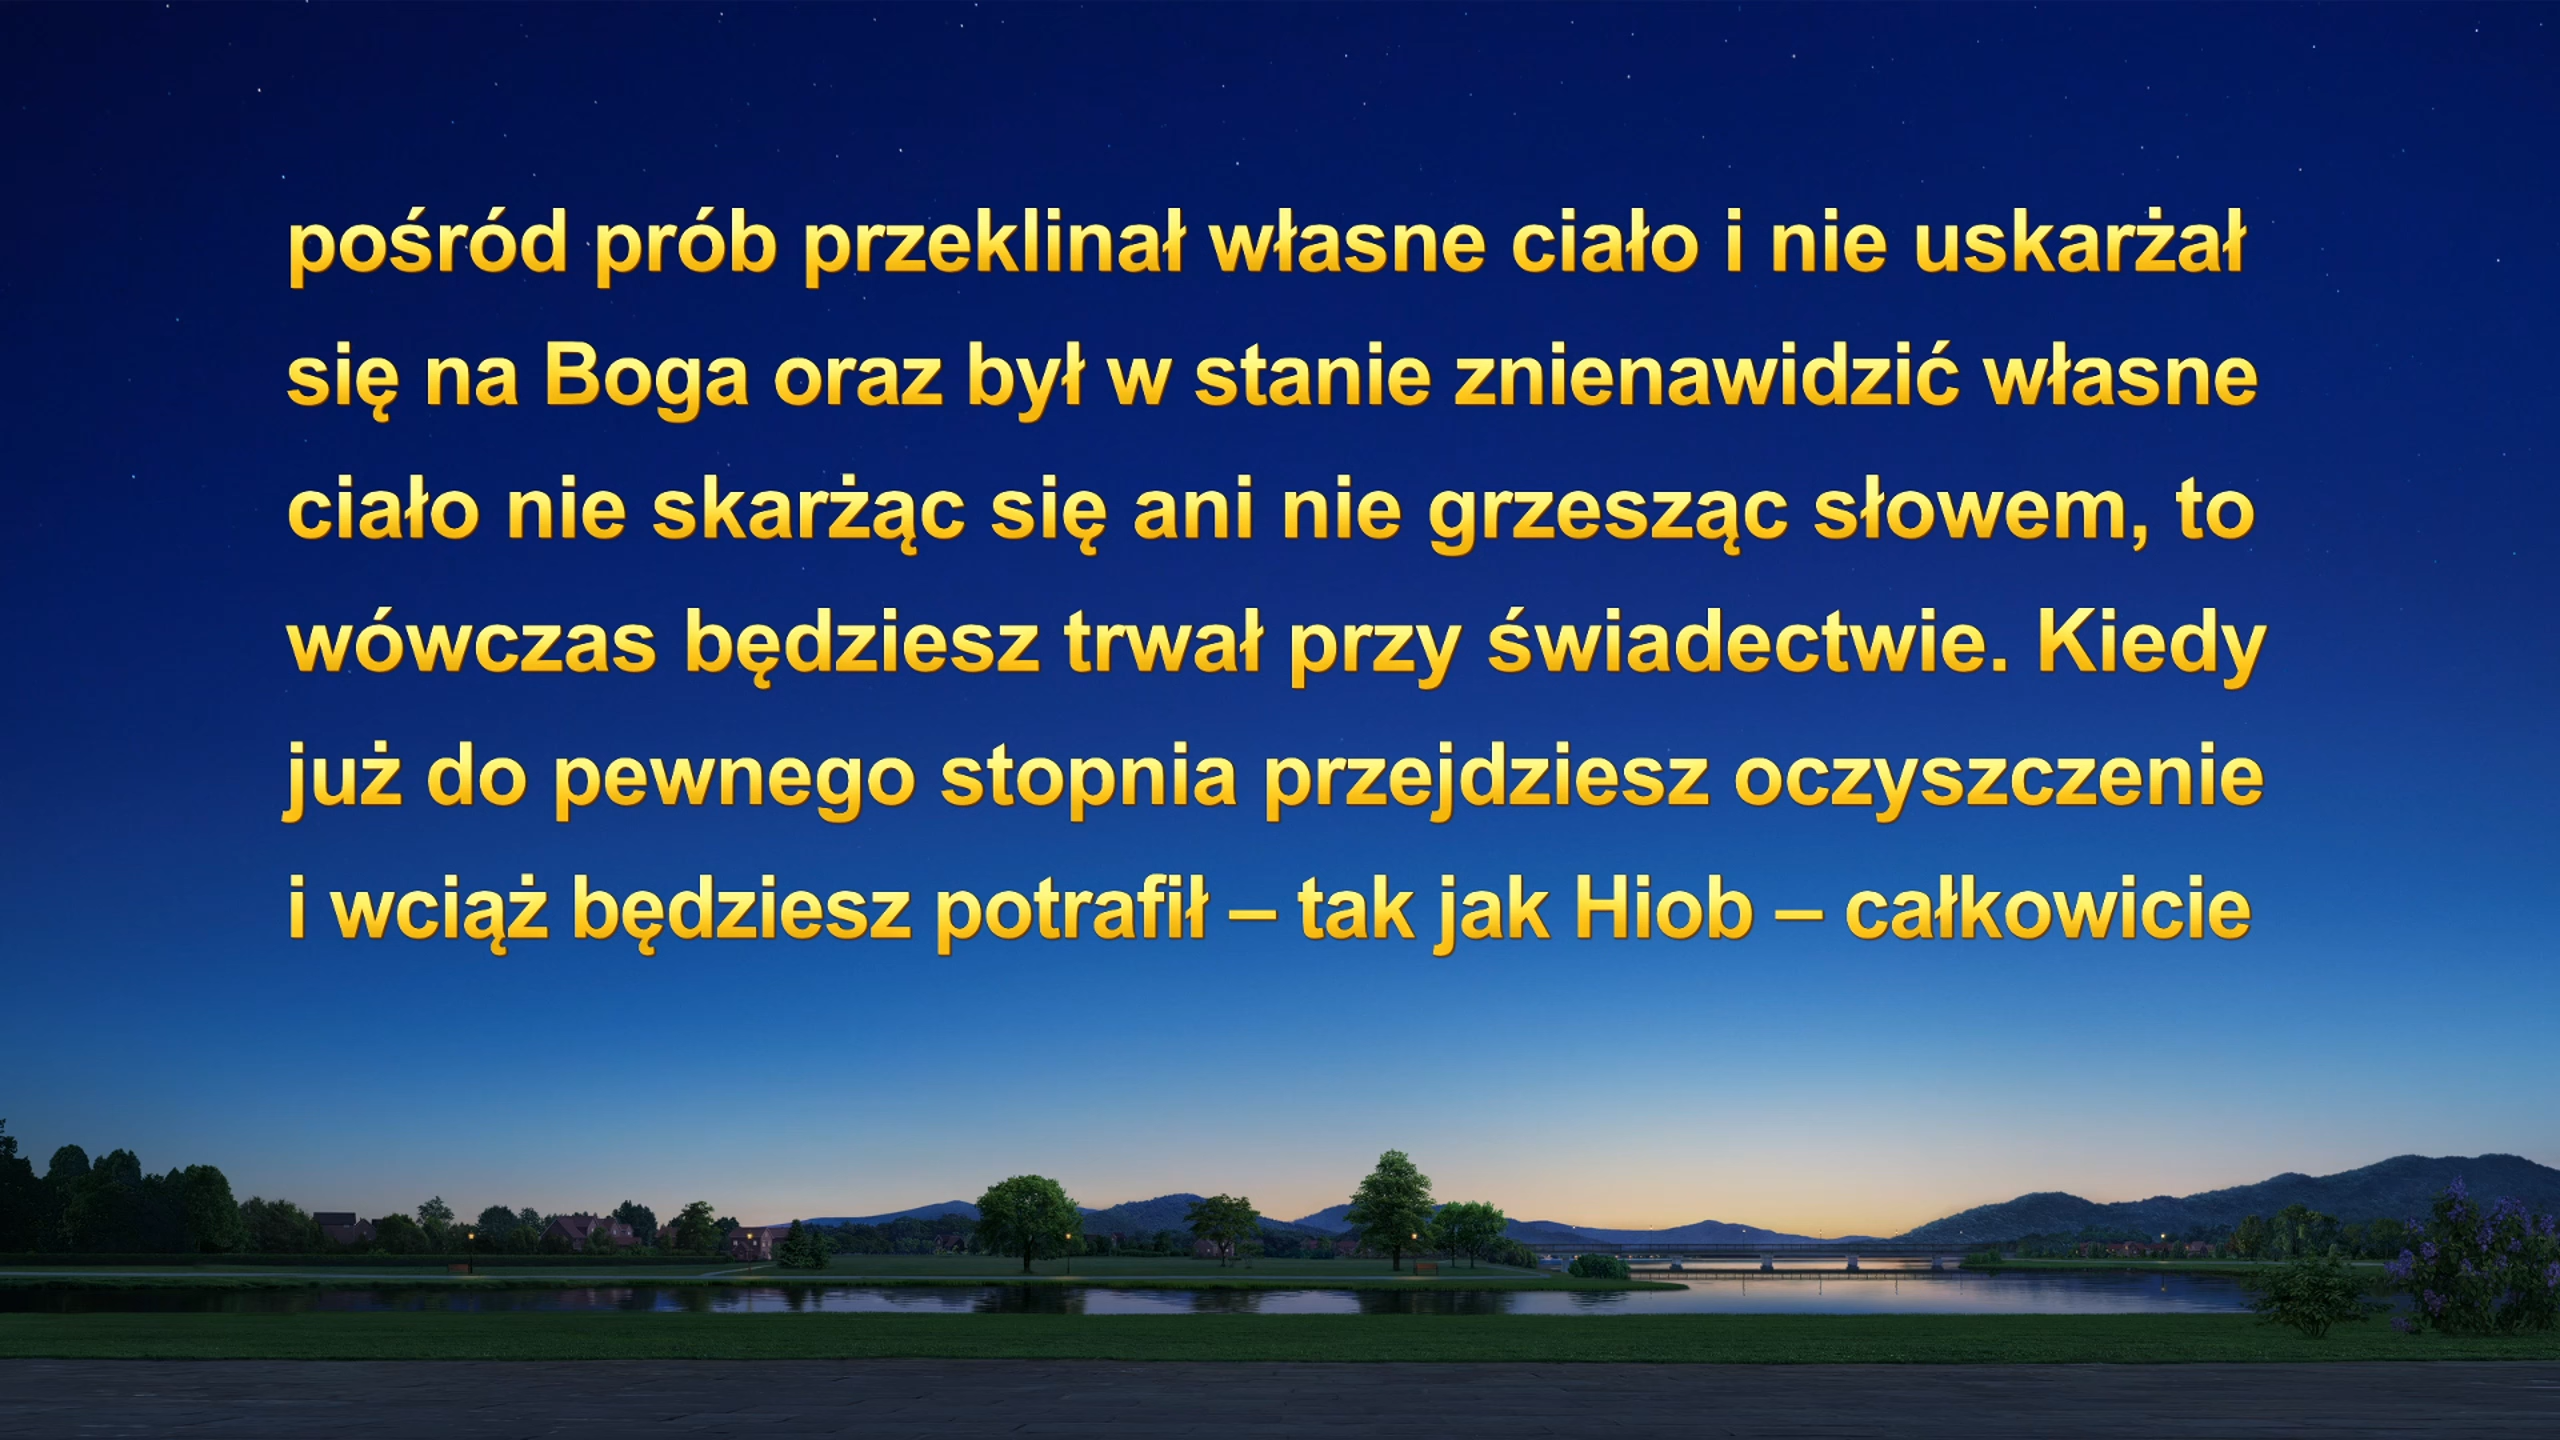 pośród prób przeklinał własne ciało i nie uskarżał
się na Boga oraz był w stanie znienawidzić własne
ciało nie skarżąc się ani nie grzesząc słowem, to
wówczas będziesz trwał przy świadectwie. Kiedy
już do pewnego stopnia przejdziesz oczyszczenie
i wciąż będziesz potrafił – tak jak Hiob – całkowicie